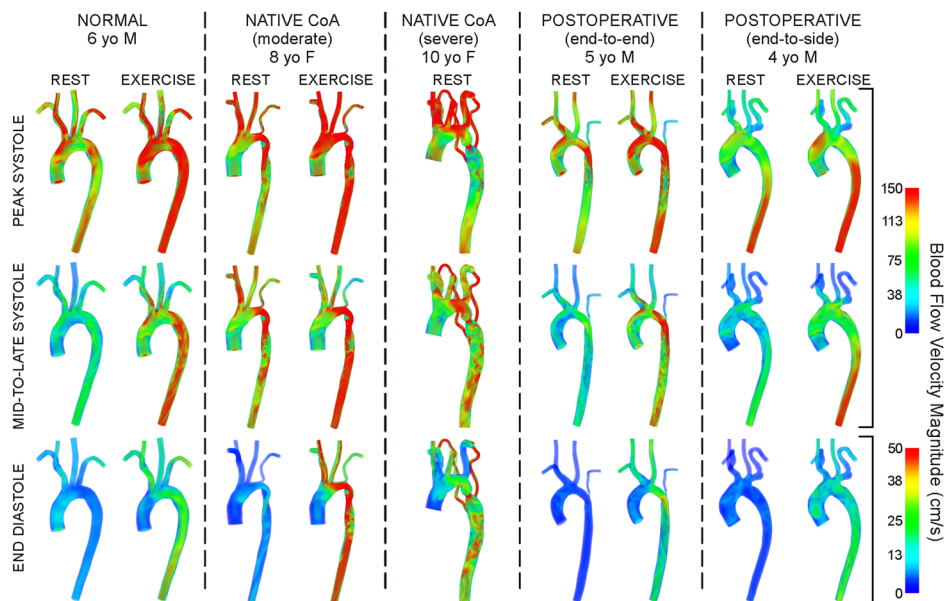 NORMAL
6 yo M
NATIVE CoA
(moderate)
8 yo F
NATIVE CoA
(severe)
10 yo F
POSTOPERATIVE
(end-to-end)
5 yo M
POSTOPERATIVE
(end-to-side)
4 yo M
REST EXERCISE
REST EXERCISE
REST
REST EXERCISE
REST EXERCISE
PEAK SYSTOLE
MID-TO-LATE SYSTOLE
END DIASTOLE
150
113
75
38
0
Blood Flow Velocity Magnitude (cm/s)
50
38
25
13
0